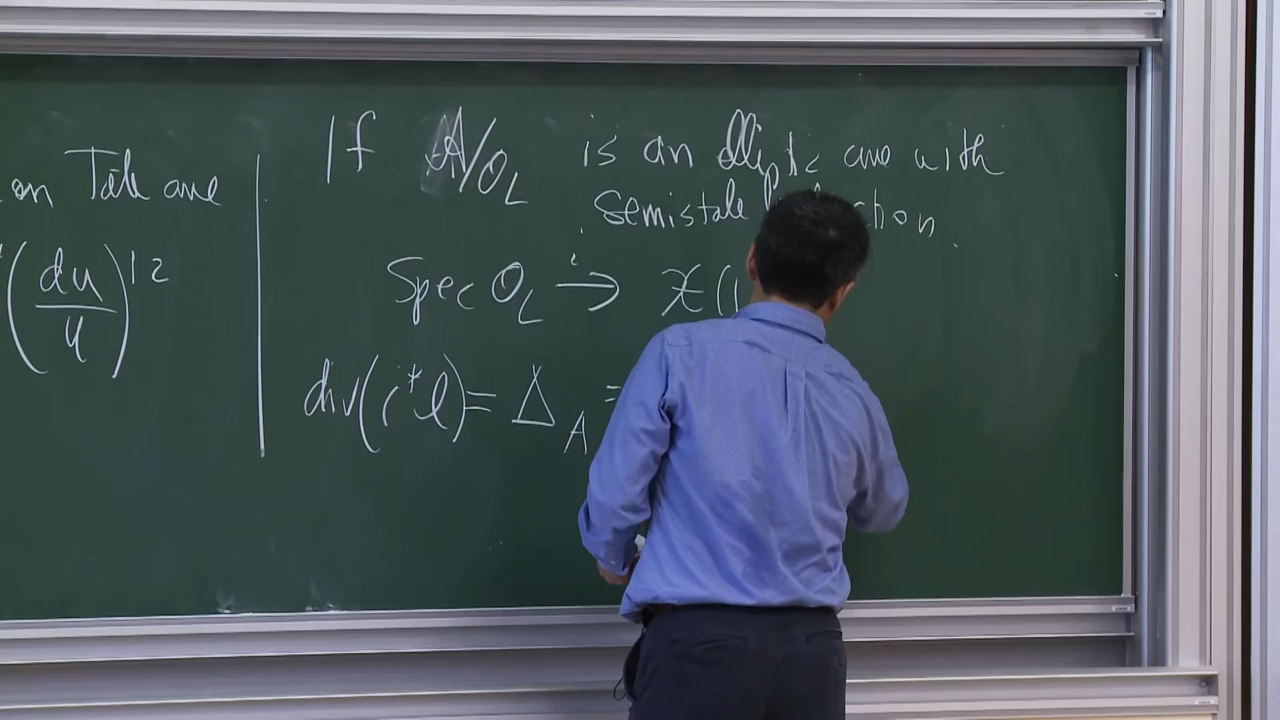 on Tate curve
(du/u)^12
If A/O_L is an elliptic curve with
semistable reduction.
Spec O_L →^i X(1
div(i*l) = Δ_A =